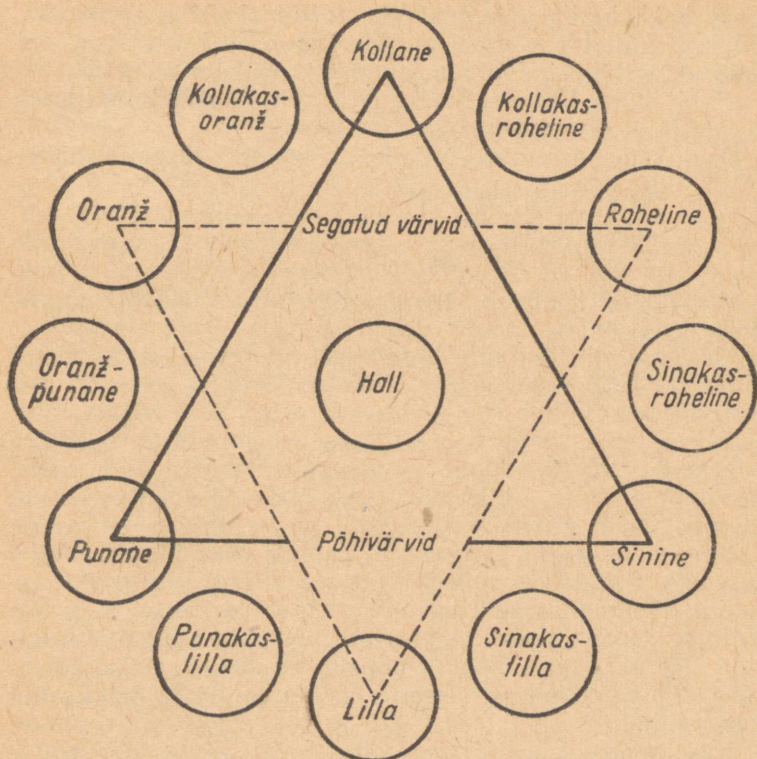 Kollane
Kollakas-
oranž
Kollakas-
roheline
Oranž
Segatud värvid
Roheline
Oranž-
punane
Hall
Sinakas-
roheline
Punane
Põhivärvid
Sinine
Punakas-
lilla
Sinakas-
lilla
Lilla